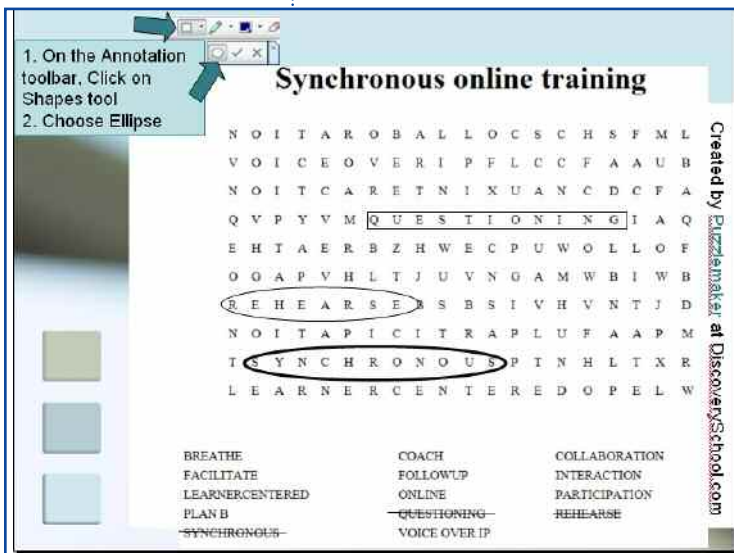 1. On the Annotation
toolbar, Click on
Shapes tool
2. Choose Ellipse
Synchronous online training
N O I T A R O B A L L O C S C H S F M L
V O I C E O V E R I P F L C C F A A U B
N O I T C A R E T N I X U A N C D C F A
Q V P Y V M Q U E S T I O N I N G I A Q
E H T A E R B Z H W E C P U W O L L O F
O G A P V H L T J U V N G A M W B I W B
R E H E A R S E B S B S I V H V N T J D
N O I T A P I C I T R A P L U F A A P M
T S Y N C H R O N O U S P T N H L T X R
L E A R N E R C E N T E R E D O P E L W
BREATHE COACH COLLABORATION
FACILITATE FOLLOWUP INTERACTION
LEARNERCENTERED ONLINE PARTICIPATION
PLAN B QUESTIONING REHEARSE
SYNCHRONOUS VOICE OVER IP
Created by Puzzlemaker at DiscoverySchool.com